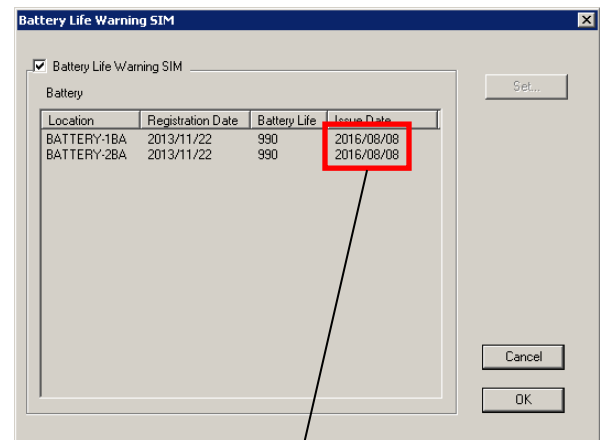 Battery Life Warning SIM
Battery Life Warning SIM
Set...
Battery
Location Registration Date Battery Life Issue Date
BATTERY-1BA 2013/11/22 990 2016/08/08
BATTERY-2BA 2013/11/22 990 2016/08/08
Cancel
OK